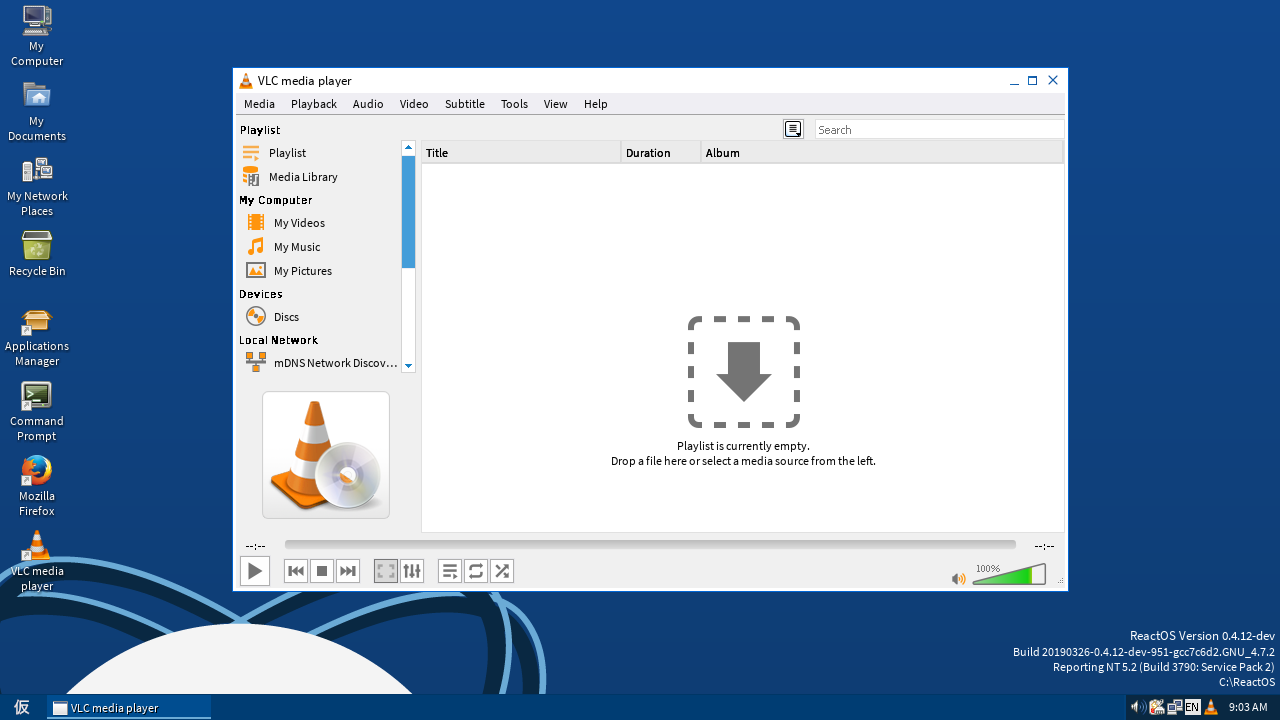 My
Computer
My
Documents
My Network
Places
Recycle Bin
Applications
Manager
Command
Prompt
Mozilla
Firefox
VLC media
player
VLC media player
Media Playback Audio Video Subtitle Tools View Help
Playlist
Search
Playlist
Media Library
My Computer
My Videos
My Music
My Pictures
Devices
Discs
Local Network
mDNS Network Discov...
Title Duration Album
Playlist is currently empty.
Drop a file here or select a media source from the left.
--:-- --:--
100%
ReactOS Version 0.4.12-dev
Build 20190326-0.4.12-dev-951-gcc7c6d2.GNU_4.7.2
Reporting NT 5.2 (Build 3790: Service Pack 2)
C:\ReactOS
仮 VLC media player EN 9:03 AM